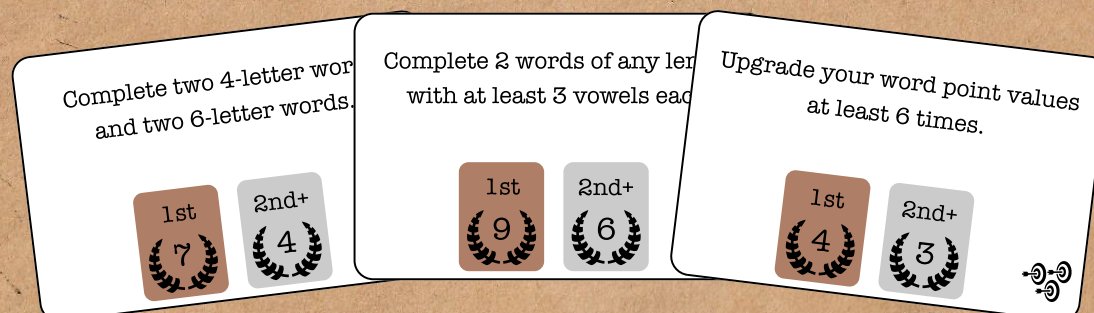 Complete two 4-letter wor
and two 6-letter words.
1st
7
2nd+
4
Complete 2 words of any len
with at least 3 vowels eac
1st
9
2nd+
6
Upgrade your word point values
at least 6 times.
1st
4
2nd+
3